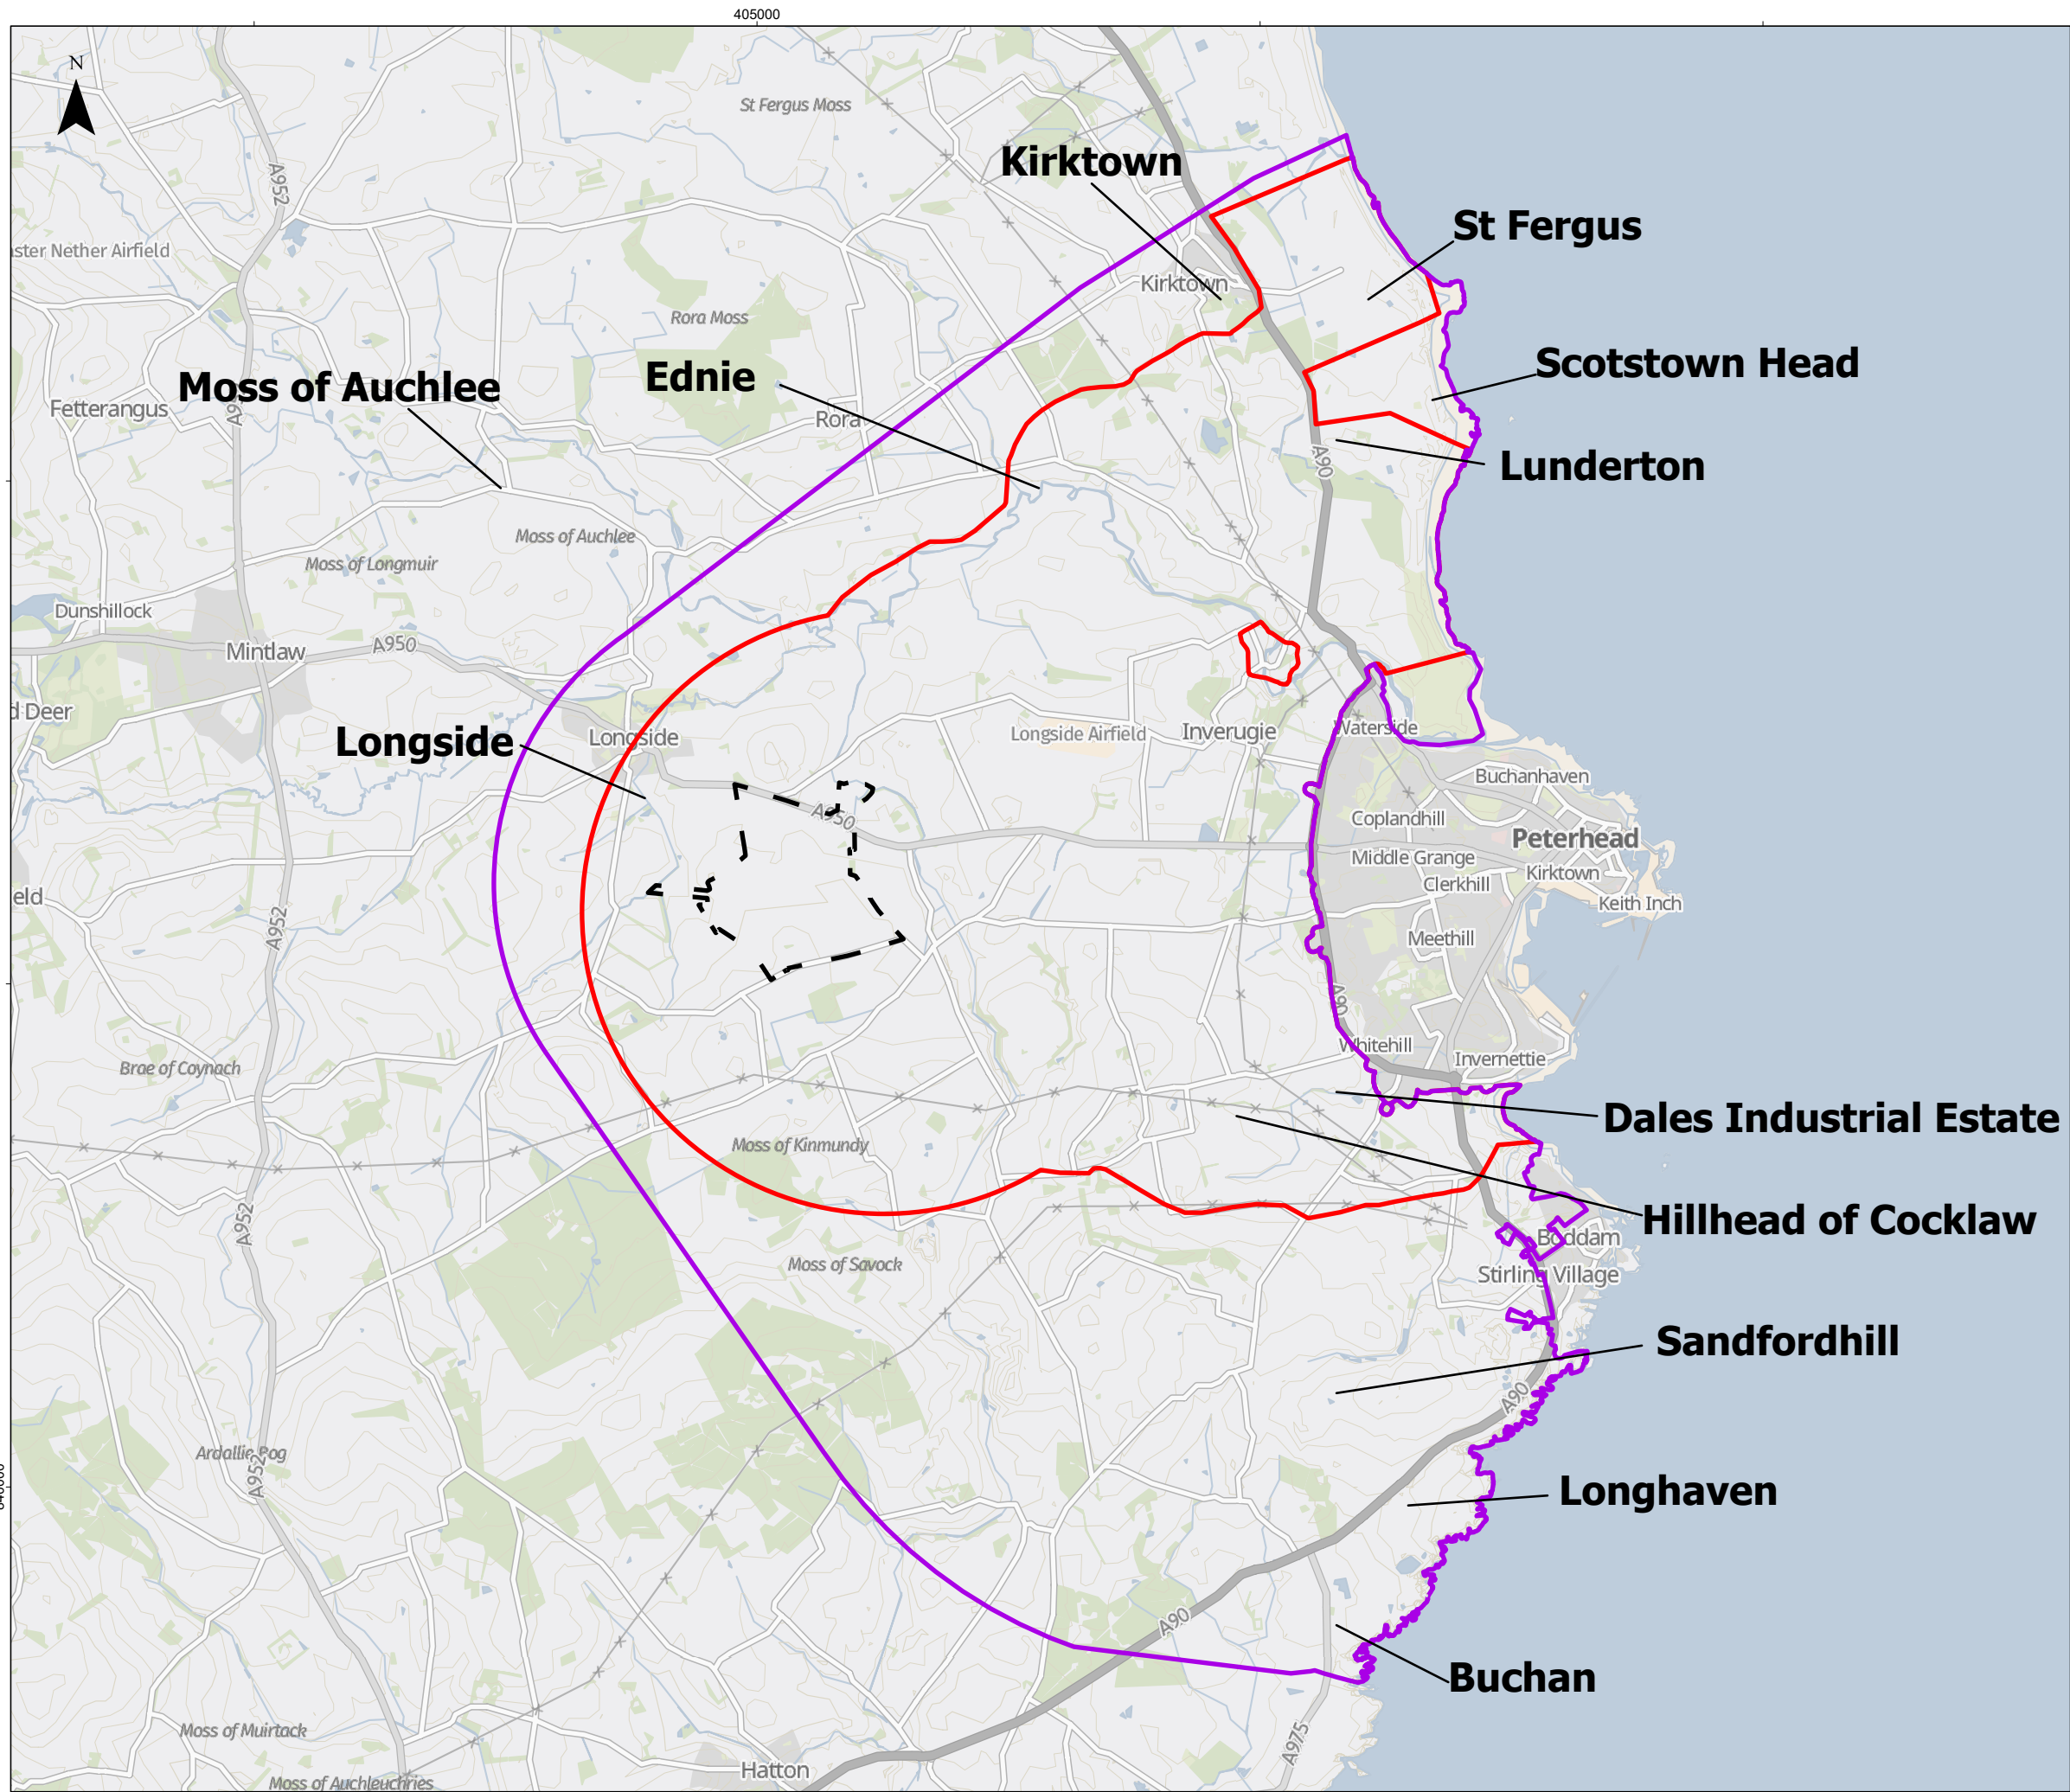 405000
N
St Fergus Moss
Kirktown
A952
St Fergus
aster Nether Airfield
Kirktown
Rora Moss
Scotstown Head
Ednie
Moss of Auchlee
Fetterangus
Rora
A90
Lunderton
Moss of Auchlee
Moss of Longmuir
Dunshillock
Mintlaw
A950
d Deer
Longside
Longside
Longside Airfield
Inverugie
Waterside
Buchanhaven
A950
Coplandhill
Peterhead
Middle Grange
Kirktown
Clerkhill
eld
Keith Inch
A952
Meethill
A90
Whitehill
Invernettie
Brae of Coynach
Dales Industrial Estate
Moss of Kinmundy
A952
Hillhead of Cocklaw
Boddam
Moss of Savock
Stirling Village
Sandfordhill
A90
Ardallie Bog
A952
Longhaven
A90
Buchan
Moss of Muirtack
A975
Hatton
Moss of Auchleuchries